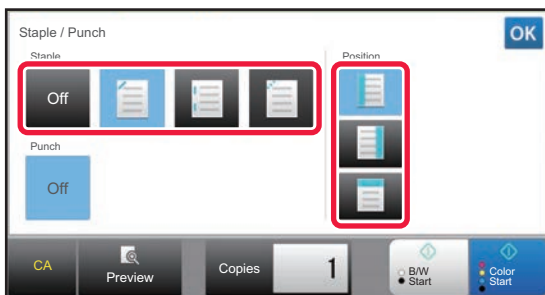 Staple / Punch
OK
Staple
Position
Off
Punch
Off
CA
Preview
Copies
1
B/W
Start
Color
Start